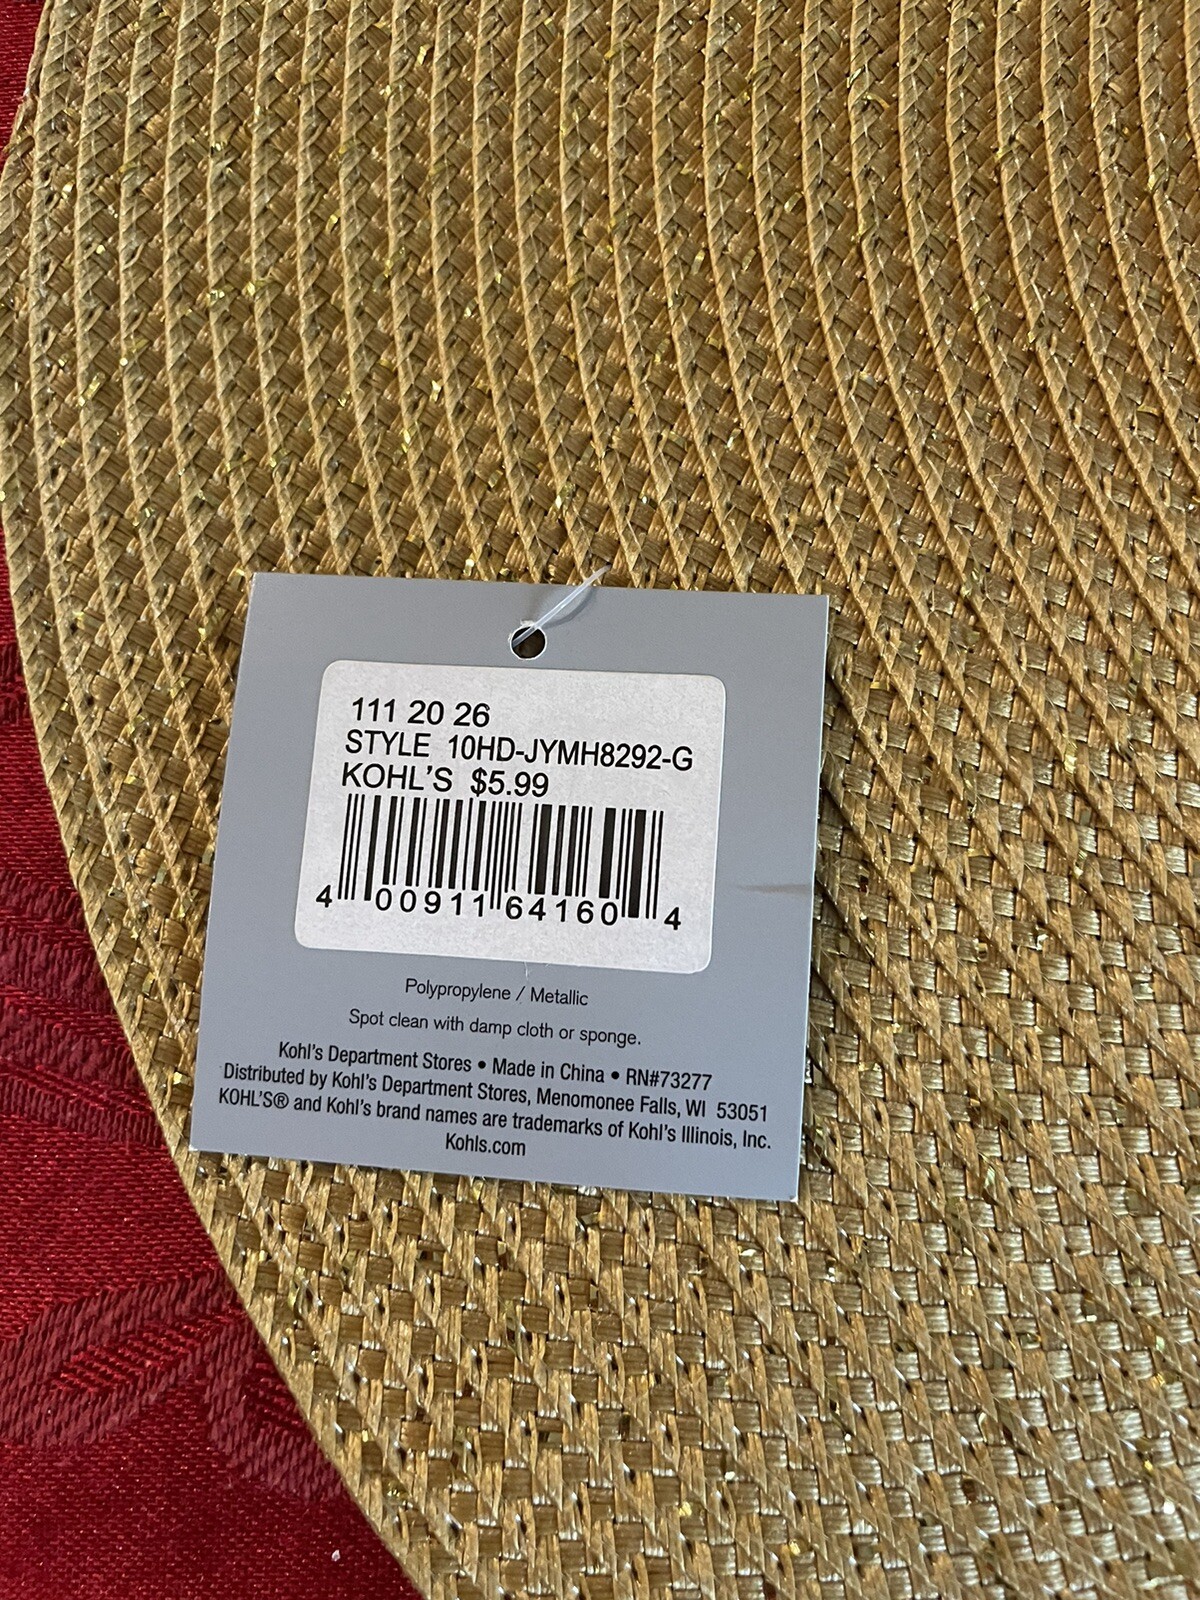 111 20 26
STYLE 10HD-JYMH8292-G
KOHL'S $5.99
4 00911 64160 4
Polypropylene / Metallic
Spot clean with damp cloth or sponge.
Kohl's Department Stores • Made in China • RN#73277
Distributed by Kohl's Department Stores, Menomonee Falls, WI 53051
KOHL'S® and Kohl's brand names are trademarks of Kohl's Illinois, Inc.
Kohls.com